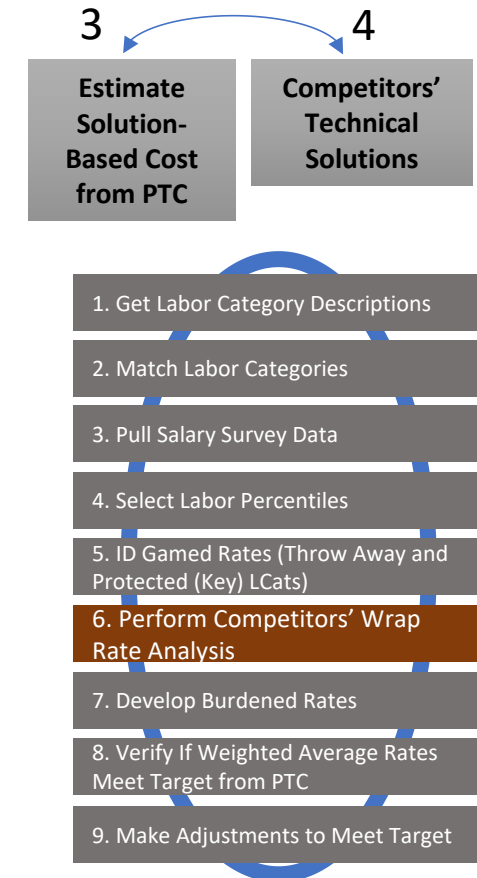 3
4
Estimate
Solution-
Based Cost
from PTC
Competitors’
Technical
Solutions
1. Get Labor Category Descriptions
2. Match Labor Categories
3. Pull Salary Survey Data
4. Select Labor Percentiles
5. ID Gamed Rates (Throw Away and
Protected (Key) LCats)
6. Perform Competitors’ Wrap
Rate Analysis
7. Develop Burdened Rates
8. Verify If Weighted Average Rates
Meet Target from PTC
9. Make Adjustments to Meet Target